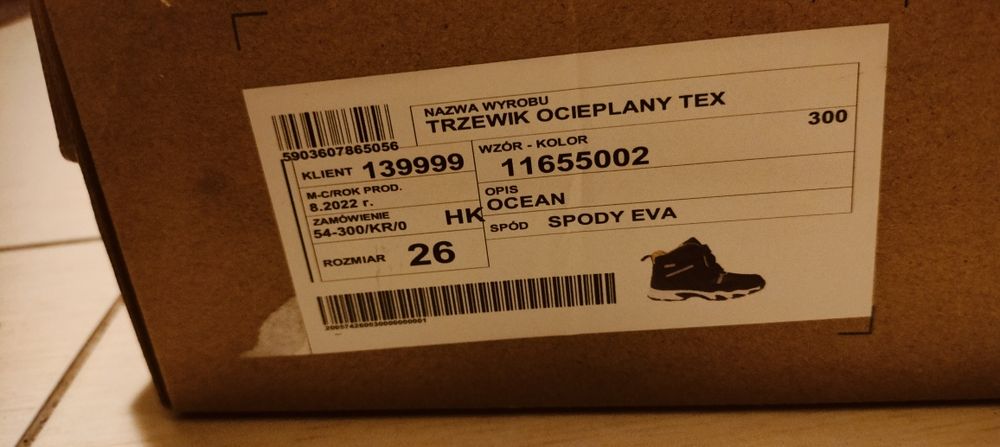 NAZWA WYROBU
TRZEWIK OCIEPLANY TEX
300
5903607865056
KLIENT 139999
WZÓR - KOLOR
11655002
M-C/ROK PROD.
8.2022 r.
OPIS
OCEAN
ZAMÓWIENIE
54-300/KR/0
HK
SPÓD SPODY EVA
ROZMIAR 26